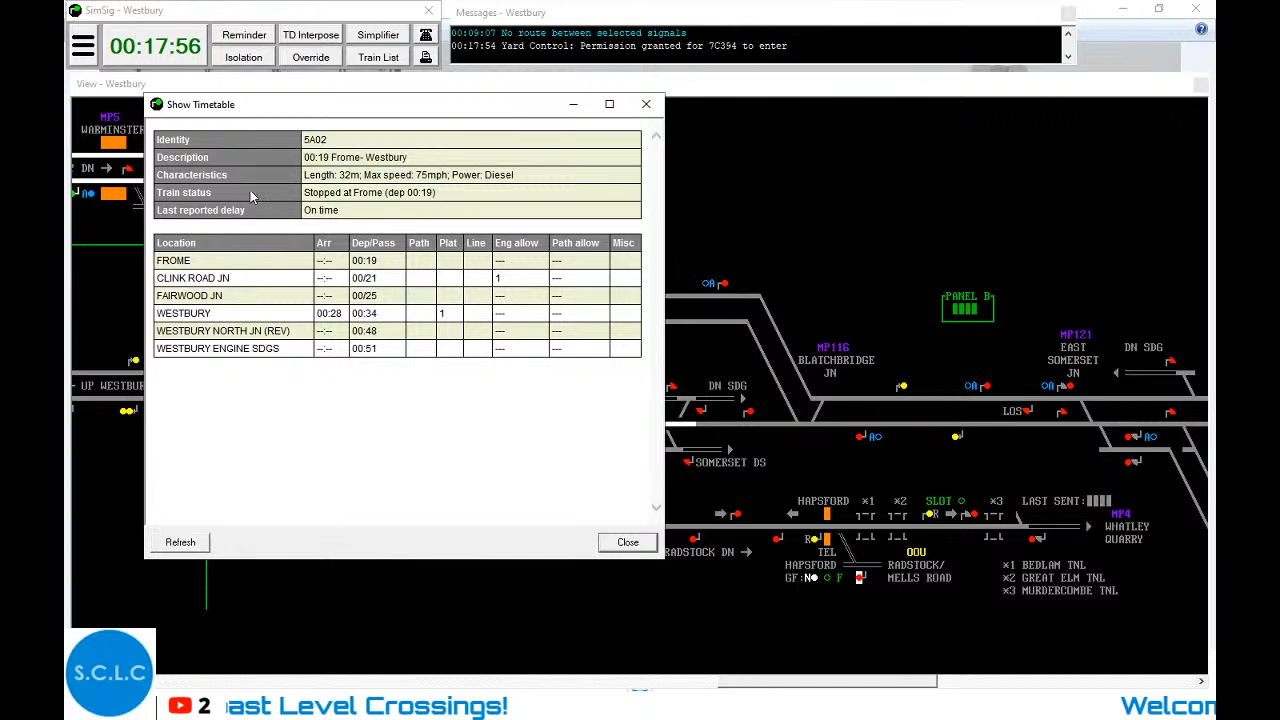 SimSig - Westbury
Messages - Westbury
00:17:56
Reminder
TD Interpose
Simplifier
Isolation
Override
Train List
00:09:07 No route between selected signals
00:17:54 Yard Control: Permission granted for 7C394 to enter
View - Westbury
MP5
WARMINSTER
DN
A
UP WESTBUR
Show Timetable
Identity 5A02
Description 00:19 Frome- Westbury
Characteristics Length: 32m; Max speed: 75mph; Power: Diesel
Train status Stopped at Frome (dep 00:19)
Last reported delay On time
Location Arr Dep/Pass Path Plat Line Eng allow Path allow Misc
FROME --:-- 00:19 --- ---
CLINK ROAD JN --:-- 00/21 1 ---
FAIRWOOD JN --:-- 00/25 --- ---
WESTBURY 00:28 00:34 1 --- ---
WESTBURY NORTH JN (REV) --:-- 00:48 --- ---
WESTBURY ENGINE SDGS --:-- 00:51 --- ---
Refresh
Close
A
PANEL B
MP116
BLATCHBRIDGE
JN
MP121
EAST
SOMERSET
JN
DN SDG
DN SDG
A
A
LOS
A
A
SOMERSET DS
HAPSFORD *1 *2 SLOT *3 LAST SENT:
R
MP4
WHATLEY
QUARRY
RADSTOCK DN
R
TEL
OOU
HAPSFORD
GF:N F
RADSTOCK/
MELLS ROAD
*1 BEDLAM TNL
*2 GREAT ELM TNL
*3 MURDERCOMBE TNL
S.C.L.C
2
ast Level Crossings!
Welcon